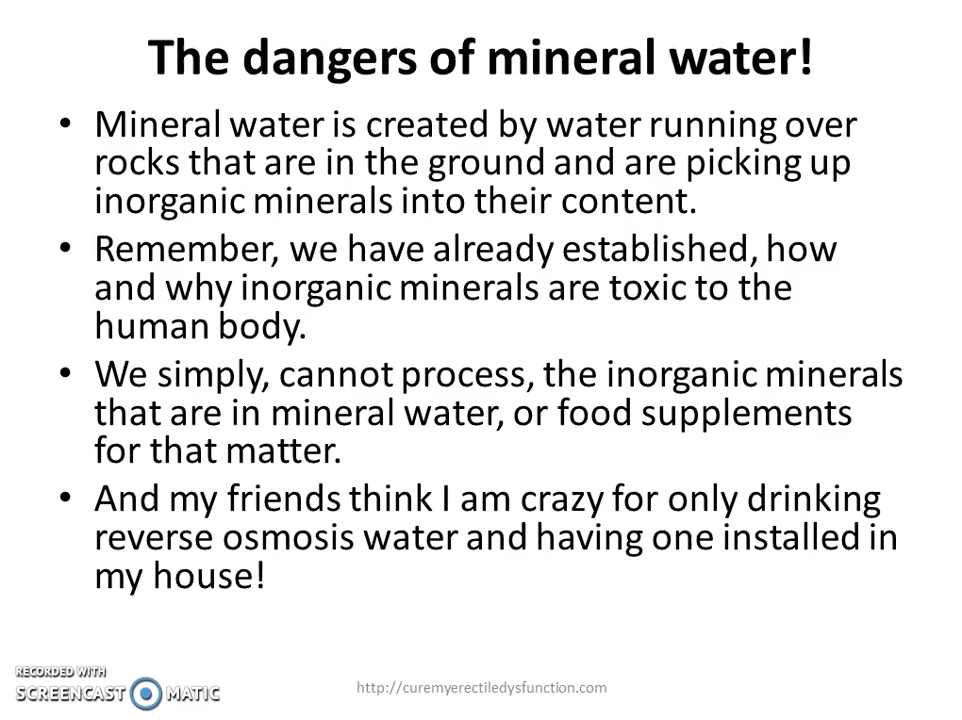 The dangers of mineral water!
• Mineral water is created by water running over
rocks that are in the ground and are picking up
inorganic minerals into their content.
• Remember, we have already established, how
and why inorganic minerals are toxic to the
human body.
• We simply, cannot process, the inorganic minerals
that are in mineral water, or food supplements
for that matter.
• And my friends think I am crazy for only drinking
reverse osmosis water and having one installed in
my house!
RECORDED WITH
SCREENCAST MATIC
http://curemyerectiledysfunction.com